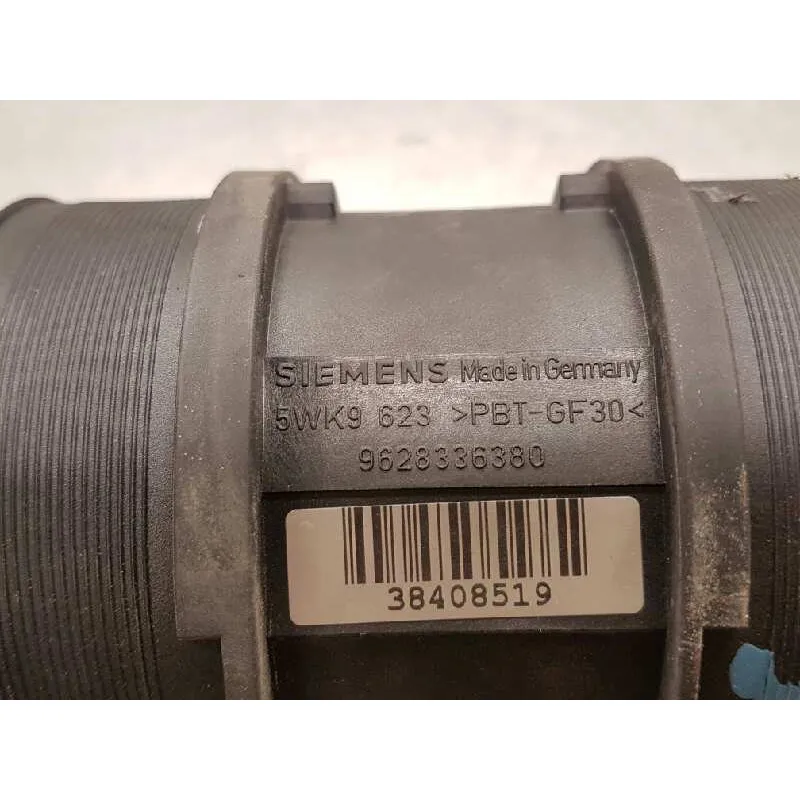 SIEMENS Made in Germany
5WK9 623 >PBT-GF30<
9628336380
38408519